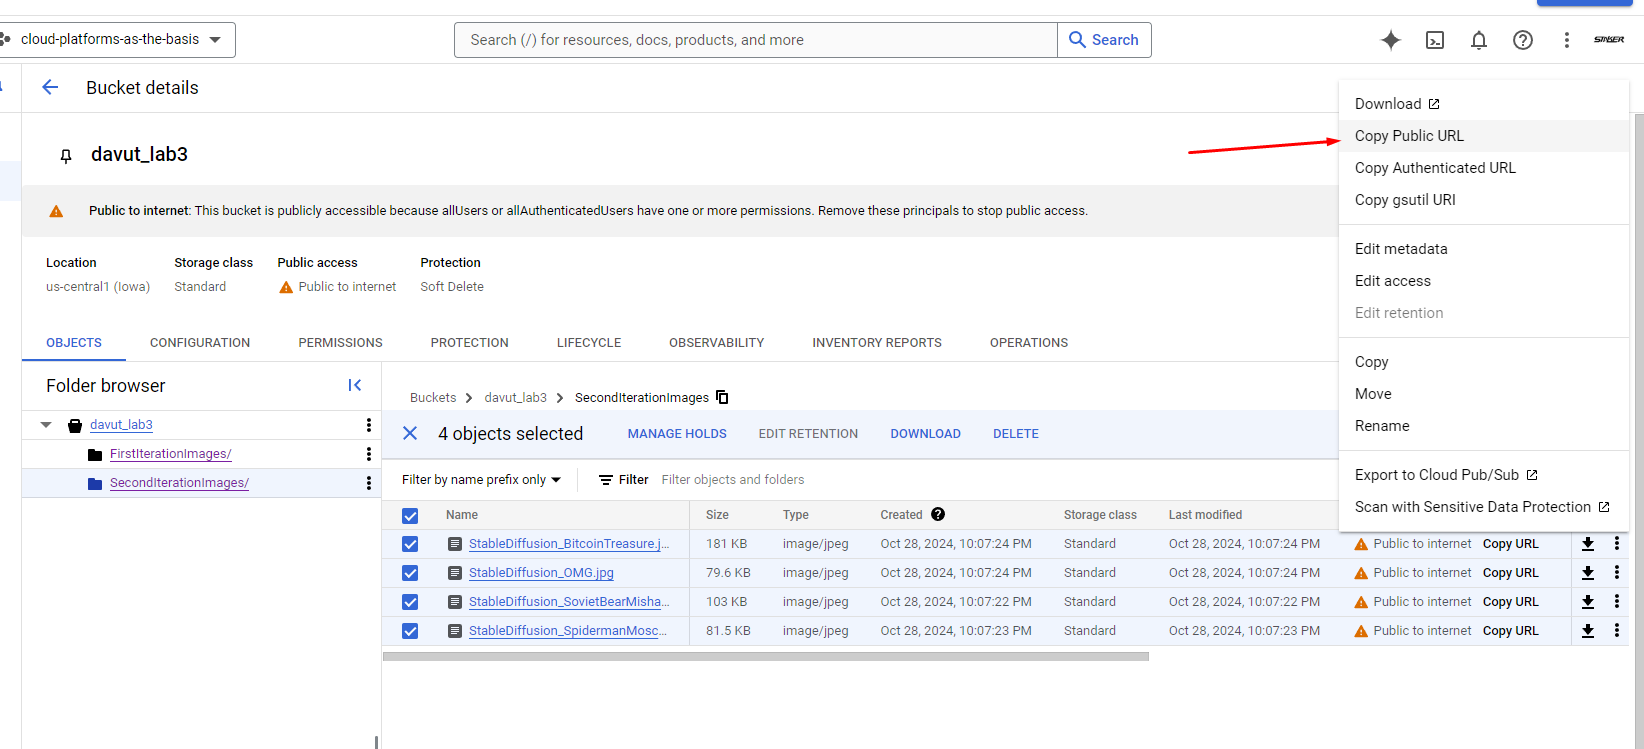 cloud-platforms-as-the-basis
Search (/) for resources, docs, products, and more
Search
Bucket details
davut_lab3
Public to internet: This bucket is publicly accessible because allUsers or allAuthenticatedUsers have one or more permissions. Remove these principals to stop public access.
Location Storage class Public access Protection
us-central1 (Iowa) Standard Public to internet Soft Delete
OBJECTS CONFIGURATION PERMISSIONS PROTECTION LIFECYCLE OBSERVABILITY INVENTORY REPORTS OPERATIONS
Folder browser
davut_lab3
FirstIterationImages/
SecondIterationImages/
Buckets davut_lab3 SecondIterationImages
4 objects selected MANAGE HOLDS EDIT RETENTION DOWNLOAD DELETE
Filter by name prefix only Filter Filter objects and folders
Name Size Type Created Storage class Last modified
StableDiffusion_BitcoinTreasure.j... 181 KB image/jpeg Oct 28, 2024, 10:07:24 PM Standard Oct 28, 2024, 10:07:24 PM Public to internet Copy URL
StableDiffusion_OMG.jpg 79.6 KB image/jpeg Oct 28, 2024, 10:07:24 PM Standard Oct 28, 2024, 10:07:24 PM Public to internet Copy URL
StableDiffusion_SovietBearMisha... 103 KB image/jpeg Oct 28, 2024, 10:07:22 PM Standard Oct 28, 2024, 10:07:22 PM Public to internet Copy URL
StableDiffusion_SpidermanMosc... 81.5 KB image/jpeg Oct 28, 2024, 10:07:23 PM Standard Oct 28, 2024, 10:07:23 PM Public to internet Copy URL
Download
Copy Public URL
Copy Authenticated URL
Copy gsutil URI
Edit metadata
Edit access
Edit retention
Copy
Move
Rename
Export to Cloud Pub/Sub
Scan with Sensitive Data Protection